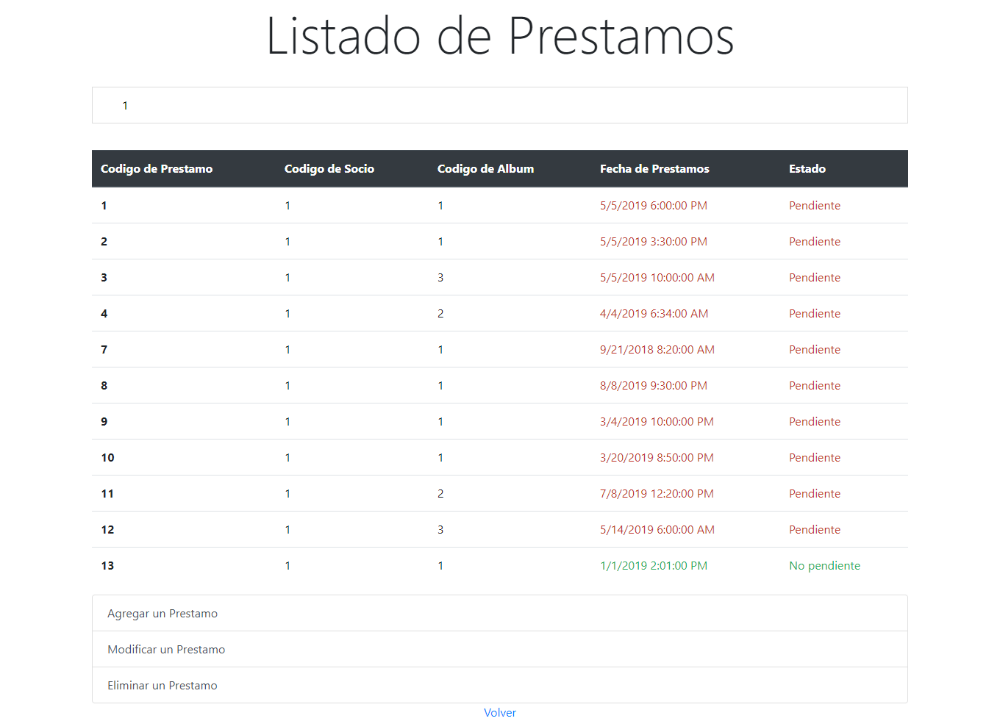 Listado de Prestamos
1
Codigo de Prestamo Codigo de Socio Codigo de Album Fecha de Prestamos Estado
1 1 1 5/5/2019 6:00:00 PM Pendiente
2 1 1 5/5/2019 3:30:00 PM Pendiente
3 1 3 5/5/2019 10:00:00 AM Pendiente
4 1 2 4/4/2019 6:34:00 AM Pendiente
7 1 1 9/21/2018 8:20:00 AM Pendiente
8 1 1 8/8/2019 9:30:00 PM Pendiente
9 1 1 3/4/2019 10:00:00 PM Pendiente
10 1 1 3/20/2019 8:50:00 PM Pendiente
11 1 2 7/8/2019 12:20:00 PM Pendiente
12 1 3 5/14/2019 6:00:00 AM Pendiente
13 1 1 1/1/2019 2:01:00 PM No pendiente
Agregar un Prestamo
Modificar un Prestamo
Eliminar un Prestamo
Volver